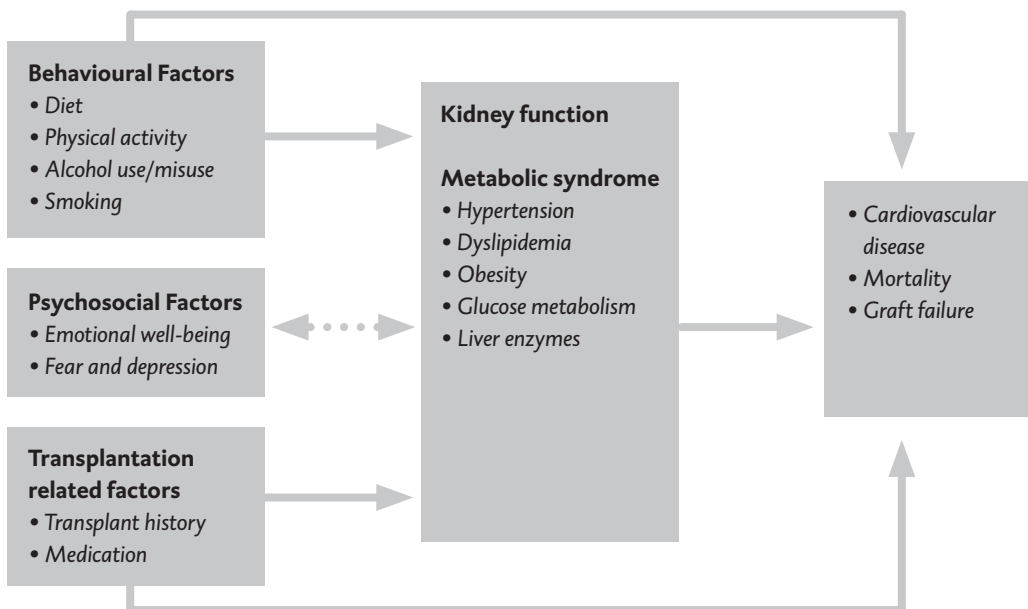 Behavioural Factors
• Diet
• Physical activity
• Alcohol use/misuse
• Smoking
Psychosocial Factors
• Emotional well-being
• Fear and depression
Transplantation
related factors
• Transplant history
• Medication
Kidney function
Metabolic syndrome
• Hypertension
• Dyslipidemia
• Obesity
• Glucose metabolism
• Liver enzymes
• Cardiovascular
disease
• Mortality
• Graft failure